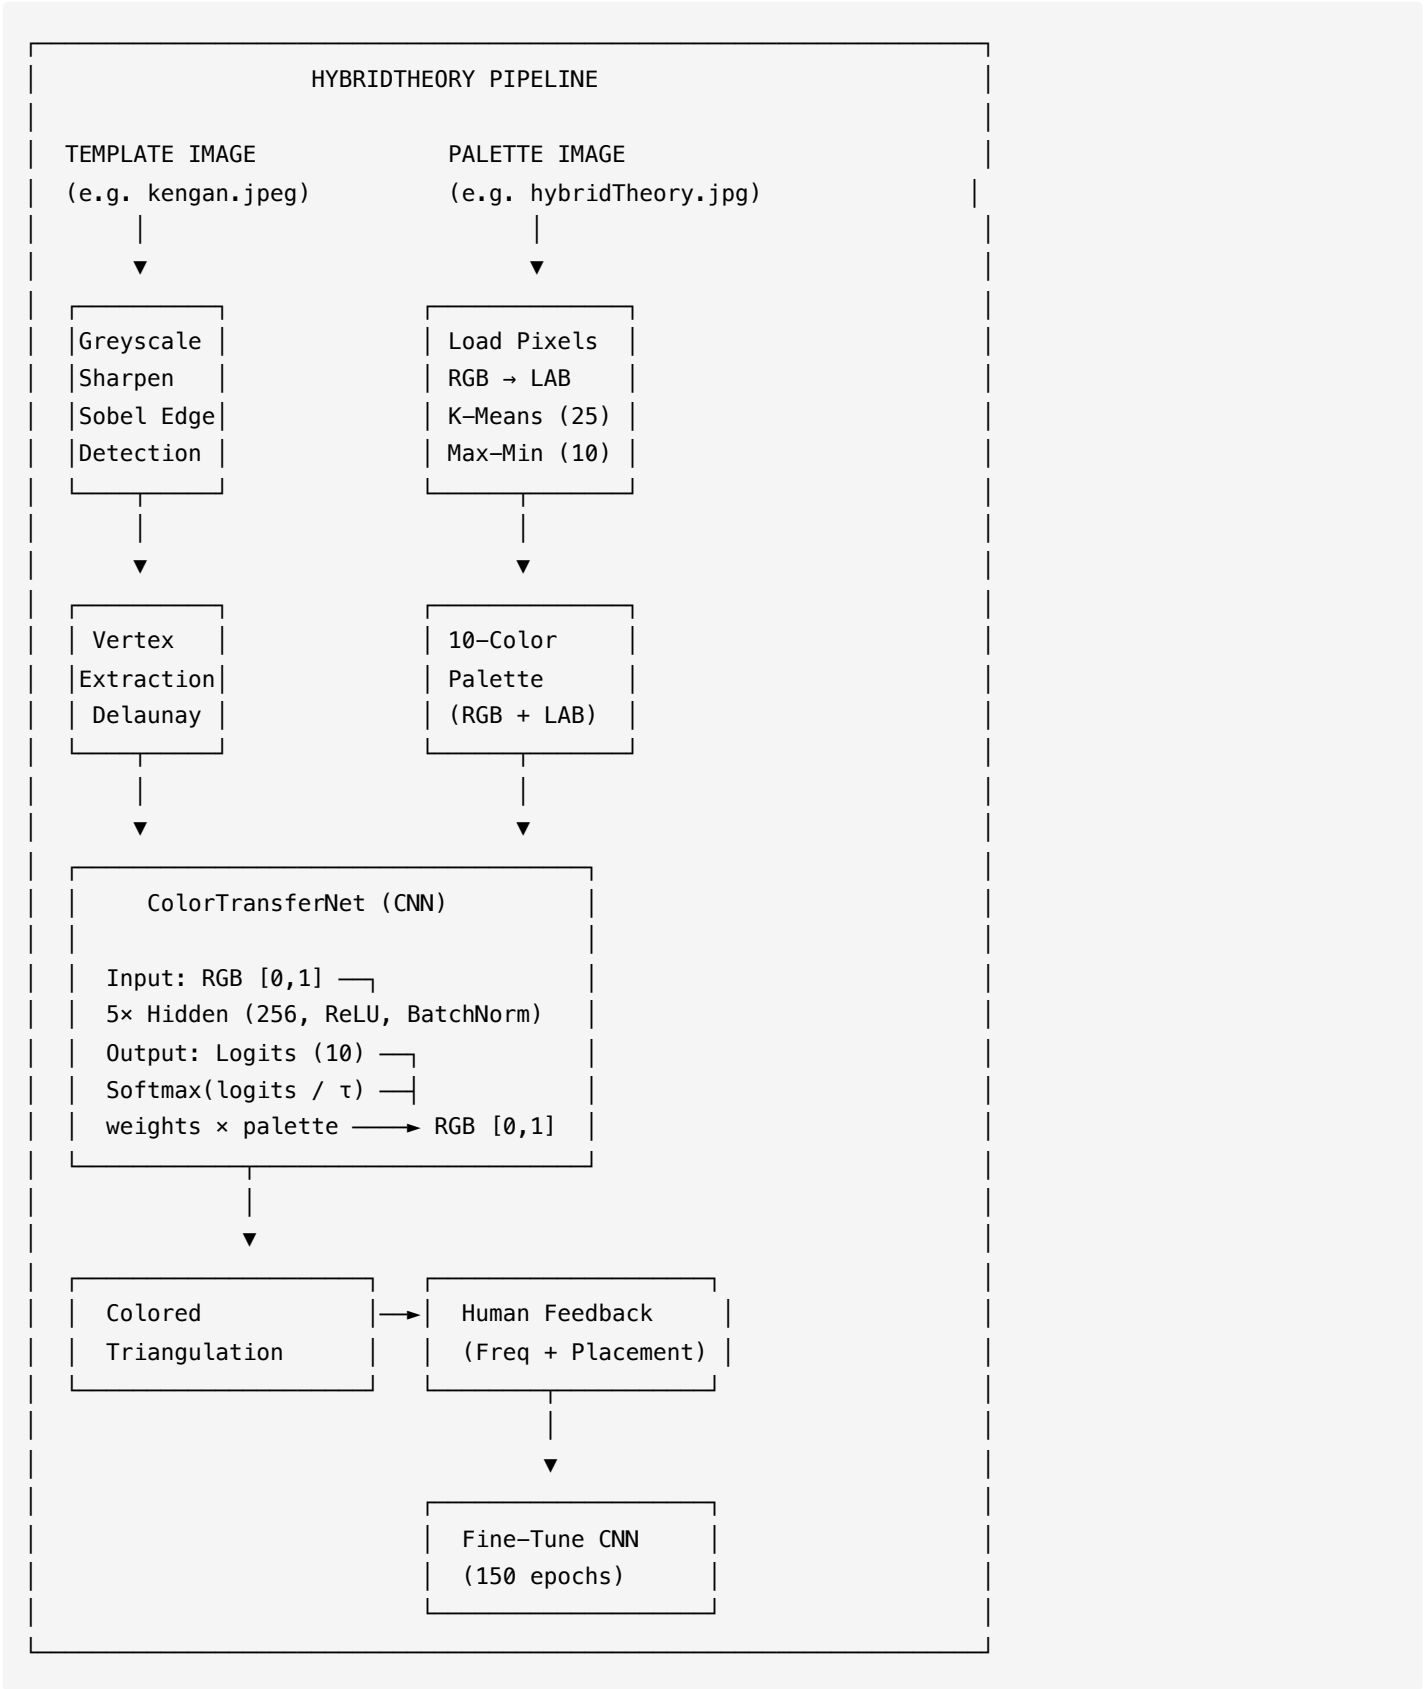 HYBRIDTHEORY PIPELINE
TEMPLATE IMAGE PALETTE IMAGE
(e.g. kengan.jpeg) (e.g. hybridTheory.jpg)
Greyscale Load Pixels
Sharpen RGB → LAB
Sobel Edge K-Means (25)
Detection Max-Min (10)
Vertex 10-Color
Extraction Palette
Delaunay (RGB + LAB)
ColorTransferNet (CNN)
Input: RGB [0,1]
5× Hidden (256, ReLU, BatchNorm)
Output: Logits (10)
Softmax(logits / τ)
weights × palette → RGB [0,1]
Colored Human Feedback
Triangulation (Freq + Placement)
Fine-Tune CNN
(150 epochs)